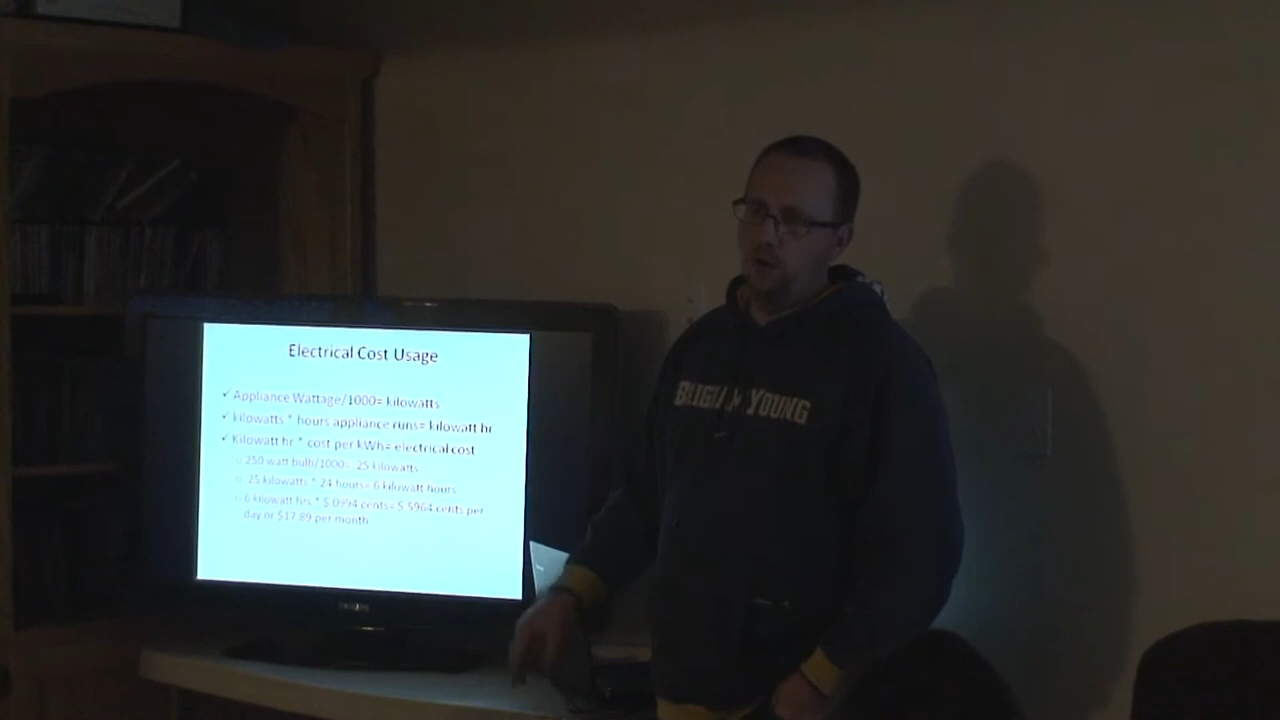 Electrical Cost Usage
✓ Appliance Wattage/1000= kilowatts
✓ kilowatts * hours appliance runs= kilowatt hr
✓ Kilowatt hr * cost per kWh= electrical cost
○ 250 watt bulb/1000= .25 kilowatts
○ .25 kilowatts * 24 hours= 6 kilowatt hours
○ 6 kilowatt hrs * $.0994 cents= $.5964 cents per
day or $17.89 per month
PHILIPS
BRIGHAM YOUNG